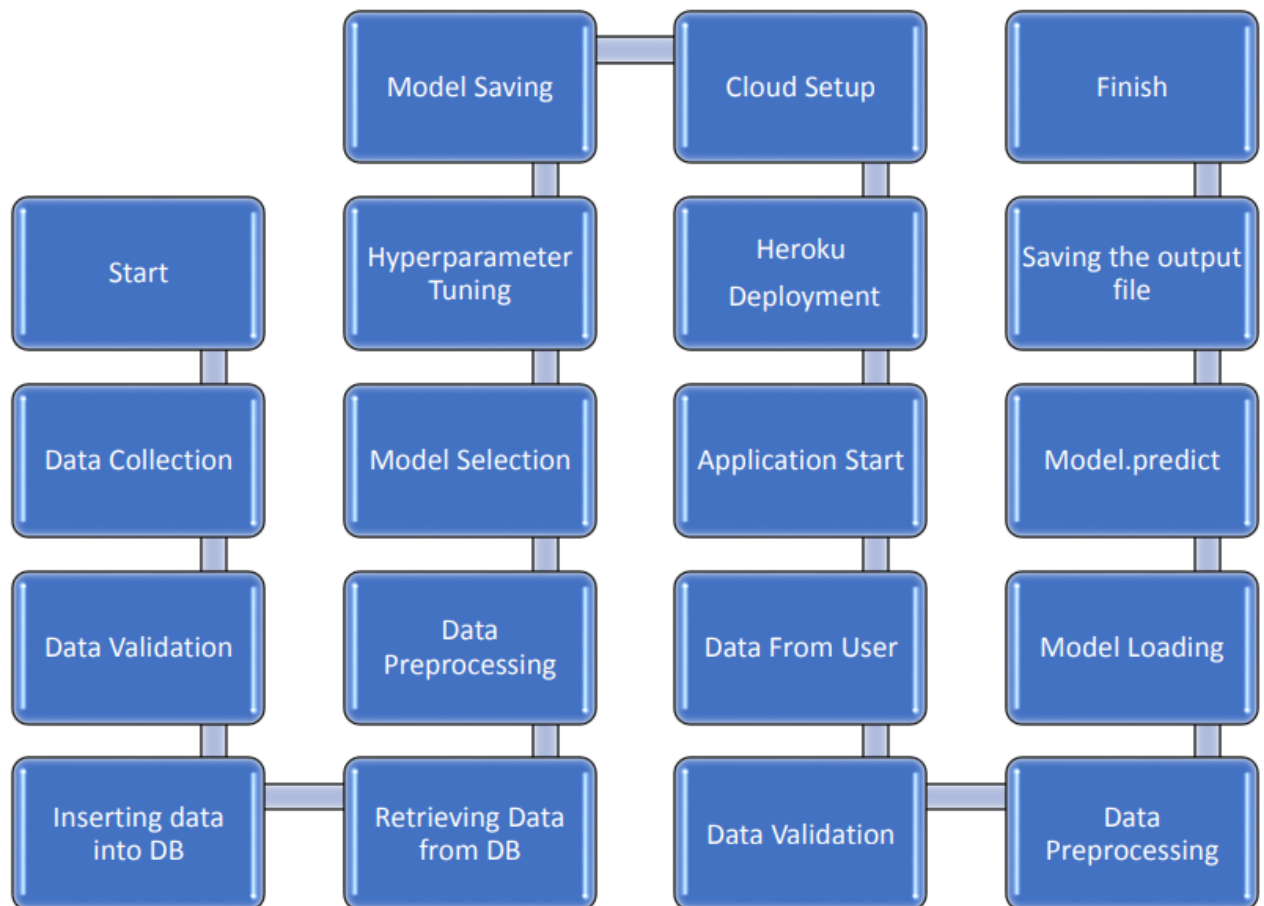 Start
Data Collection
Data Validation
Inserting data
into DB
Retrieving Data
from DB
Data
Preprocessing
Model Selection
Hyperparameter
Tuning
Model Saving
Cloud Setup
Heroku
Deployment
Application Start
Data From User
Data Validation
Data
Preprocessing
Model Loading
Model.predict
Saving the output
file
Finish